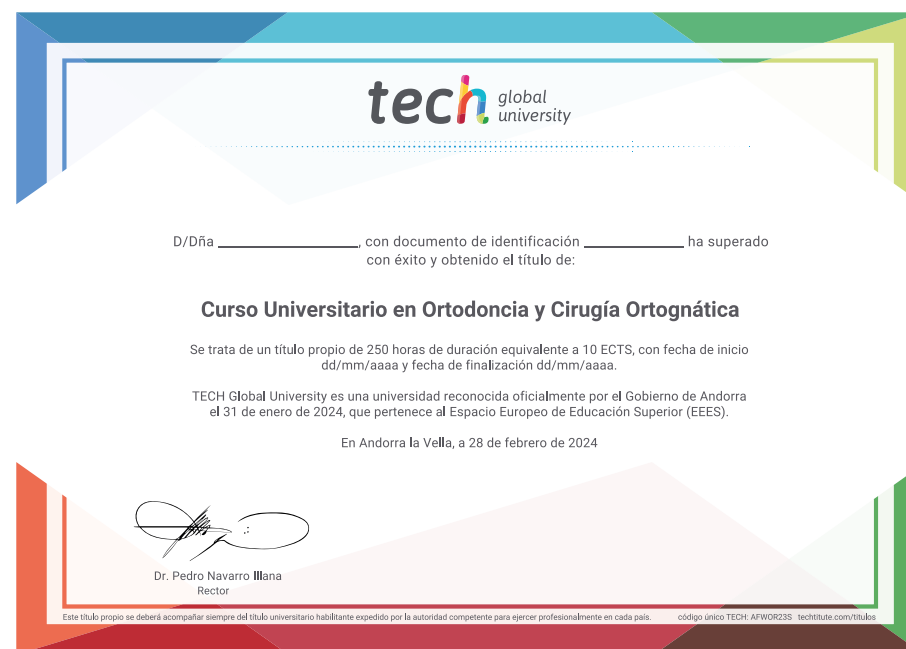 tech global university
D/Dña ____________________, con documento de identificación ______________ ha superado
con éxito y obtenido el título de:
Curso Universitario en Ortodoncia y Cirugía Ortognática
Se trata de un título propio de 250 horas de duración equivalente a 10 ECTS, con fecha de inicio
dd/mm/aaaa y fecha de finalización dd/mm/aaaa.
TECH Global University es una universidad reconocida oficialmente por el Gobierno de Andorra
el 31 de enero de 2024, que pertenece al Espacio Europeo de Educación Superior (EEES).
En Andorra la Vella, a 28 de febrero de 2024
Dr. Pedro Navarro Illana
Rector
Este título propio se deberá acompañar siempre del título universitario habilitante expedido por la autoridad competente para ejercer profesionalmente en cada país. código único TECH: AFWOR23S techtitute.com/titulos